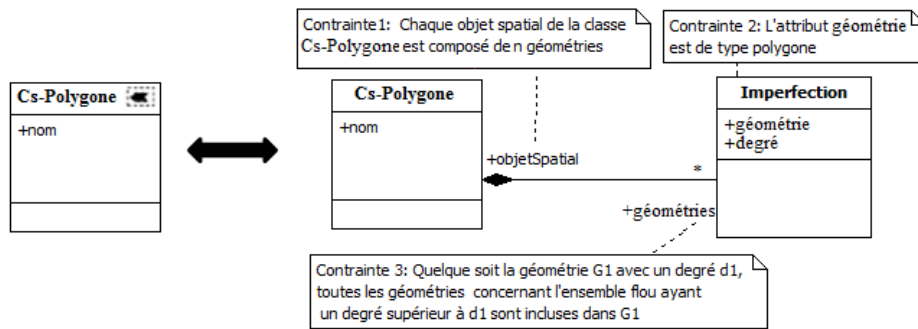 Contrainte1:  Chaque objet spatial de la classe
Cs-Polygone est composé de n géométries
Contrainte 2: L'attribut géométrie
est de type polygone
Cs-Polygone
+nom
Cs-Polygone
+nom
Imperfection
+géométrie
+degré
+objetSpatial
*
+géométries
Contrainte 3: Quelque soit la géométrie G1 avec un degré d1,
toutes les géométries  concernant l'ensemble flou ayant
un degré supérieur à d1 sont incluses dans G1